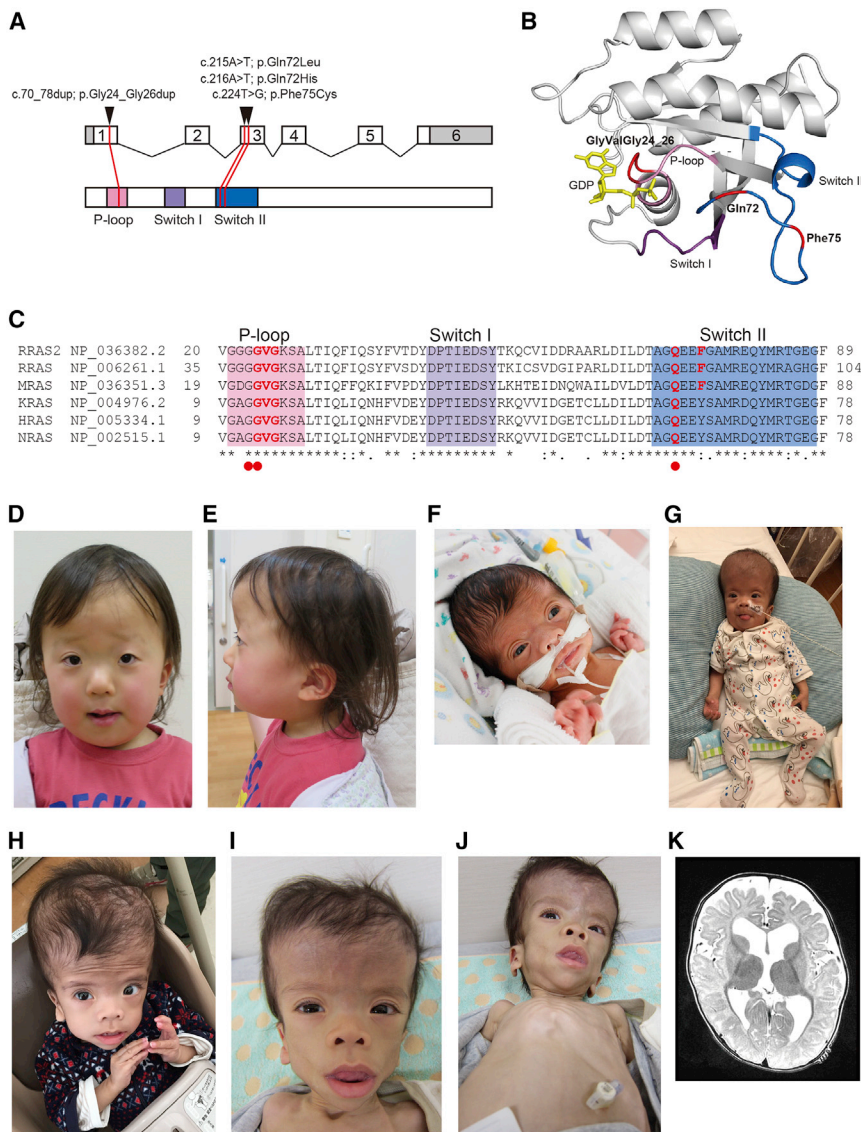 A
c.215A>T; p.Gln72Leu
c.216A>T; p.Gln72His
c.70_78dup; p.Gly24_Gly26dup
c.224T>G; p.Phe75Cys
1 2 3 4 5 6
P-loop Switch I Switch II
B
GlyValGly24_26
P-loop
GDP
Switch II
Gln72
Phe75
Switch I
C
P-loop Switch I Switch II
RRAS2 NP_036382.2 20 VGGGGVGKSALTIQFIQSYFVTDYDPTIEDSYTKQCVIDDRAARLDILDTAGQEEFGAMREQYMRTGEGF 89
RRAS NP_006261.1 35 VGGGGVGKSALTIQFIQSYFVSDYDPTIEDSYTKICSVDGIPARLDILDTAGQEEFGAMREQYMRAGHGF 104
MRAS NP_036351.3 19 VGDGGVGKSALTIQFFQKIFVPDYDPTIEDSYLKHTEIDNQWAILDVLDTAGQEEFSAMREQYMRTGDGF 88
KRAS NP_004976.2 9 VGAGGVGKSALTIQLIQNHFVDEYDPTIEDSYRKQVVIDGETCLLDILDTAGQEEYSAMRDQYMRTGEGF 78
HRAS NP_005334.1 9 VGAGGVGKSALTIQLIQNHFVDEYDPTIEDSYRKQVVIDGETCLLDILDTAGQEEYSAMRDQYMRTGEGF 78
NRAS NP_002515.1 9 VGAGGVGKSALTIQLIQNHFVDEYDPTIEDSYRKQVVIDGETCLLDILDTAGQEEYSAMRDQYMRTGEGF 78
D E F G
H I J K